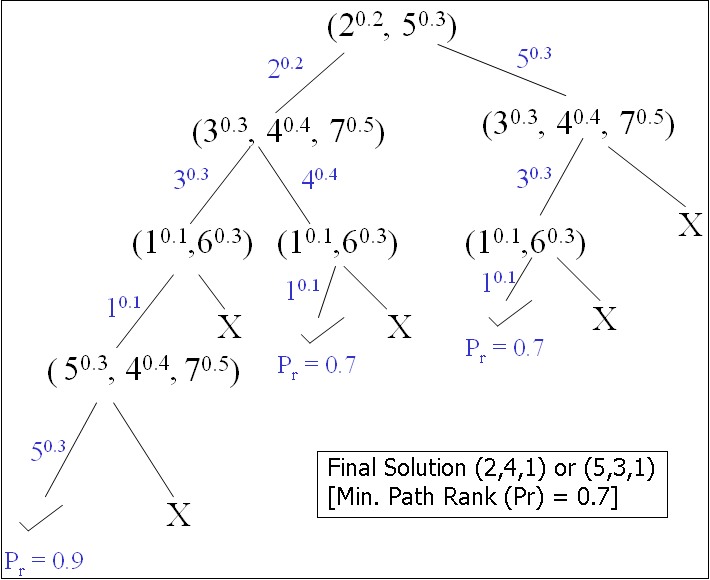 (2^0.2, 5^0.3)
2^0.2 5^0.3
(3^0.3, 4^0.4, 7^0.5) (3^0.3, 4^0.4, 7^0.5)
3^0.3 4^0.4 3^0.3
X
(1^0.1,6^0.3) (1^0.1,6^0.3) (1^0.1,6^0.3)
1^0.1 1^0.1 1^0.1
X X X
P_r = 0.7 P_r = 0.7
( 5^0.3, 4^0.4, 7^0.5)
5^0.3
X
P_r = 0.9
Final Solution (2,4,1) or (5,3,1)
[Min. Path Rank (Pr) = 0.7]